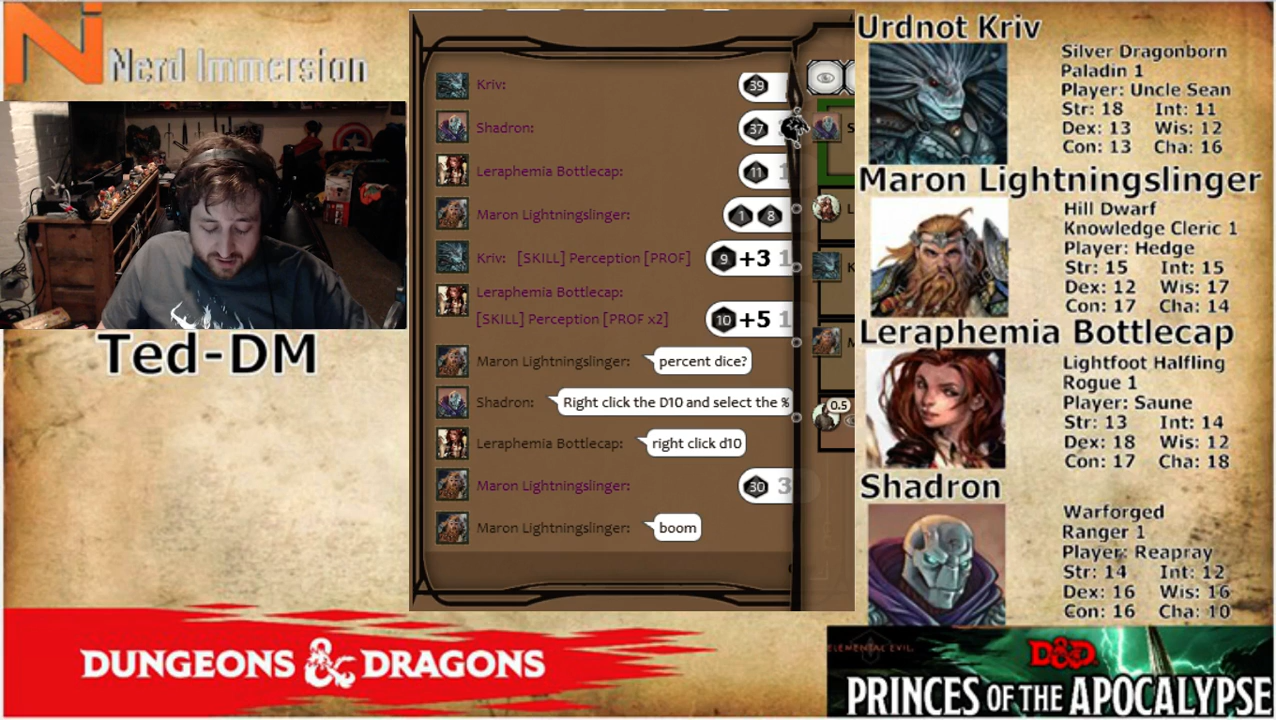 Nerd Immersion
Ted-DM
DUNGEONS & DRAGONS
Kriv:
39
Shadron:
37
Leraphemia Bottlecap:
11
Maron Lightningslinger:
1 8
Kriv: [SKILL] Perception [PROF]
9 +3 1
Leraphemia Bottlecap:
[SKILL] Perception [PROF x2]
10 +5 1
Maron Lightningslinger: percent dice?
Shadron: Right click the D10 and select the %
Leraphemia Bottlecap: right click d10
Maron Lightningslinger:
30 3
Maron Lightningslinger: boom
0.5
Urdnot Kriv
Silver Dragonborn
Paladin 1
Player: Uncle Sean
Str: 18 Int: 11
Dex: 13 Wis: 12
Con: 13 Cha: 16
Maron Lightningslinger
Hill Dwarf
Knowledge Cleric 1
Player: Hedge
Str: 15 Int: 15
Dex: 12 Wis: 17
Con: 17 Cha: 14
Leraphemia Bottlecap
Lightfoot Halfling
Rogue 1
Player: Saune
Str: 13 Int: 14
Dex: 18 Wis: 12
Con: 17 Cha: 18
Shadron
Warforged
Ranger 1
Player: Reapray
Str: 14 Int: 12
Dex: 16 Wis: 16
Con: 16 Cha: 10
ELEMENTAL EVIL
D&D
PRINCES OF THE APOCALYPSE